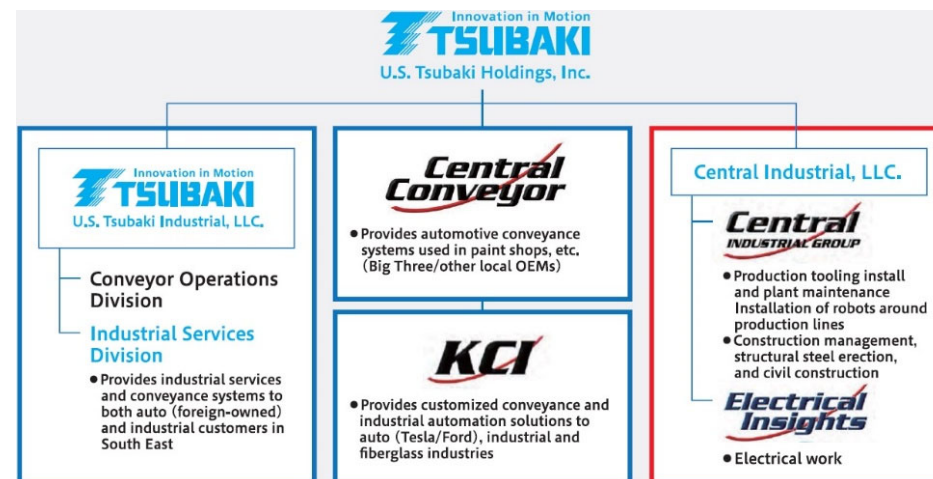 Innovation in Motion
TSUBAKI
U.S. Tsubaki Holdings, Inc.
Innovation in Motion
TSUBAKI
U.S. Tsubaki Industrial, LLC.
Conveyor Operations
Division
Industrial Services
Division
●Provides industrial services
and conveyance systems to
both auto (foreign-owned)
and industrial customers in
South East
Central
Conveyor
●Provides automotive conveyance
systems used in paint shops, etc.
(Big Three/other local OEMs)
KCI
●Provides customized conveyance and
industrial automation solutions to
auto (Tesla/Ford), industrial and
fiberglass industries
Central Industrial, LLC.
Central
INDUSTRIAL GROUP
●Production tooling install
and plant maintenance
Installation of robots around
production lines
●Construction management,
structural steel erection,
and civil construction
Electrical
Insights
●Electrical work